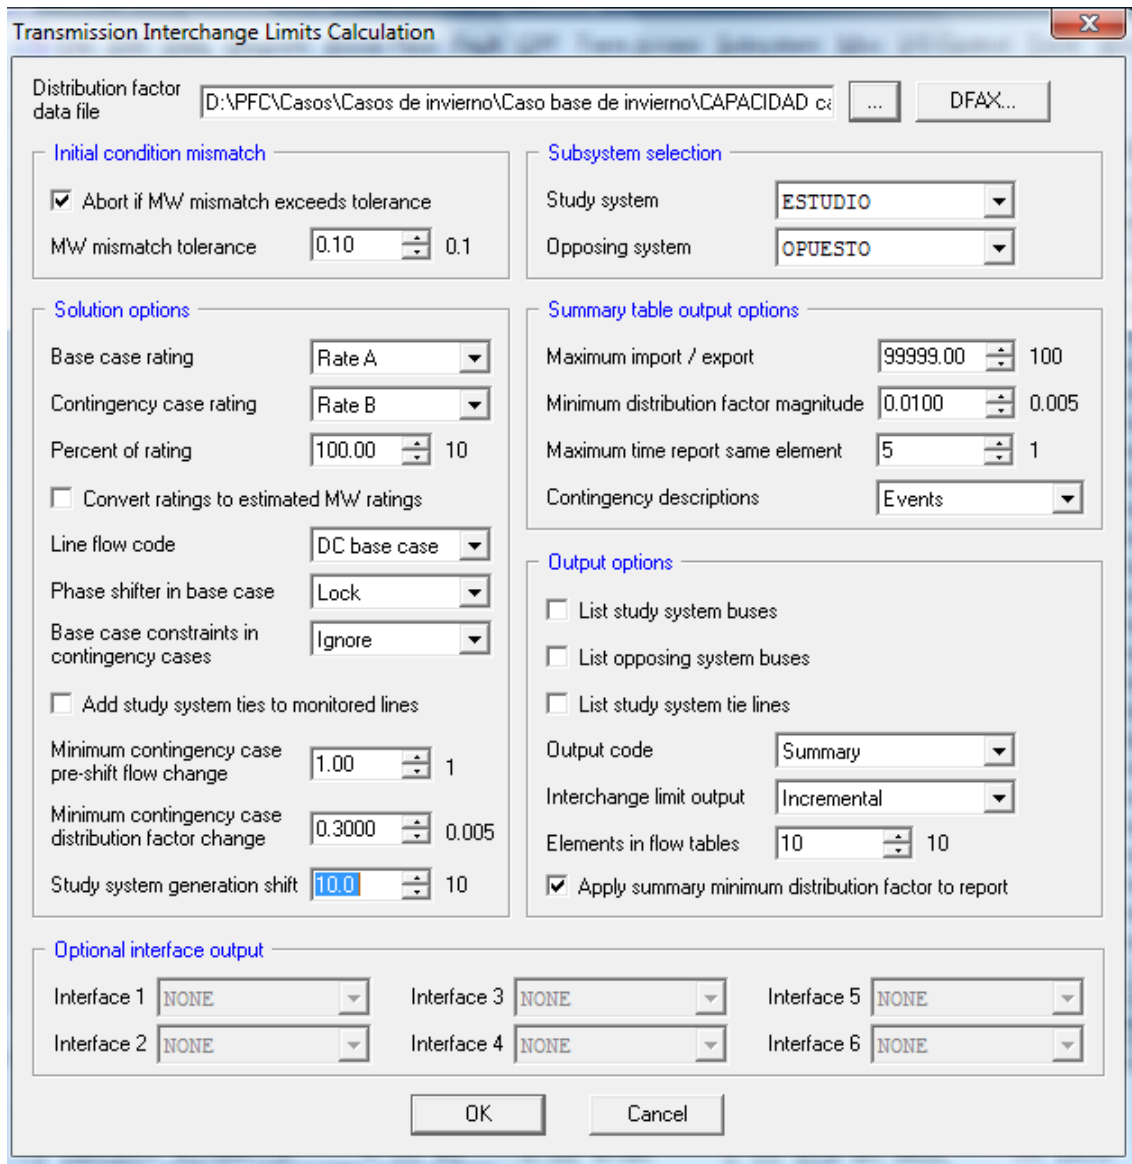 Transmission Interchange Limits Calculation
Distribution factor
data file
D:\PFC\Casos\Casos de invierno\Caso base de invierno\CAPACIDAD
...
DFAX...
Initial condition mismatch
Abort if MW mismatch exceeds tolerance
MW mismatch tolerance 0.10 0.1
Subsystem selection
Study system ESTUDIO
Opposing system OPUESTO
Solution options
Base case rating Rate A
Contingency case rating Rate B
Percent of rating 100.00 10
Convert ratings to estimated MW ratings
Line flow code DC base case
Phase shifter in base case Lock
Base case constraints in
contingency cases
Ignore
Add study system ties to monitored lines
Minimum contingency case
pre-shift flow change
1.00 1
Minimum contingency case
distribution factor change
0.3000 0.005
Study system generation shift 10.0 10
Summary table output options
Maximum import / export 99999.00 100
Minimum distribution factor magnitude 0.0100 0.005
Maximum time report same element 5 1
Contingency descriptions Events
Output options
List study system buses
List opposing system buses
List study system tie lines
Output code Summary
Interchange limit output Incremental
Elements in flow tables 10 10
Apply summary minimum distribution factor to report
Optional interface output
Interface 1 NONE Interface 3 NONE Interface 5 NONE
Interface 2 NONE Interface 4 NONE Interface 6 NONE
OK Cancel